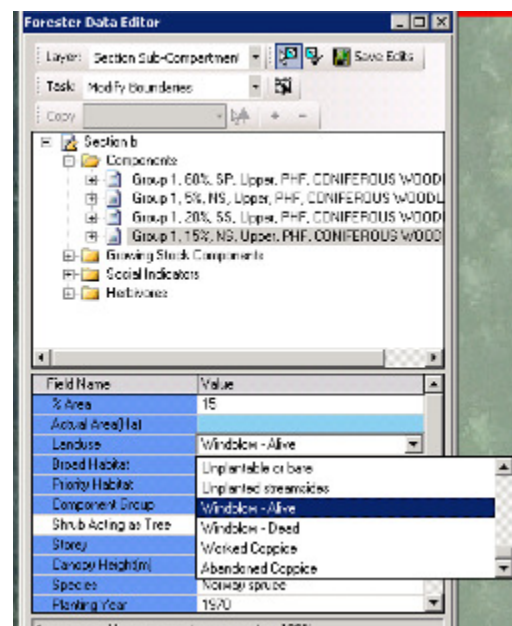 Forester Data Editor
Layer: Section Sub-Compartment Save Edits
Task: Modify Boundaries
Copy
Section b
Components
Group 1, 60%, SP, Upper, PHF, CONIFEROUS WOODL
Group 1, 5%, NS, Upper, PHF, CONIFEROUS WOODL
Group 1, 20%, SS, Upper, PHF, CONIFEROUS WOODL
Group 1, 15%, NS, Upper, PHF, CONIFEROUS WOOD
Growing Stock Components
Social Indicators
Herbivores
Field Name Value
% Area 15
Actual Area(Ha)
Landuse Windblow - Alive
Broad Habitat Unplantable or bare
Priority Habitat Unplanted streamsides
Component Group Windblow - Alive
Shrub Acting as Tree Windblow - Dead
Storey Worked Coppice
Canopy Height(m) Abandoned Coppice
Species Norway spruce
Planting Year 1970